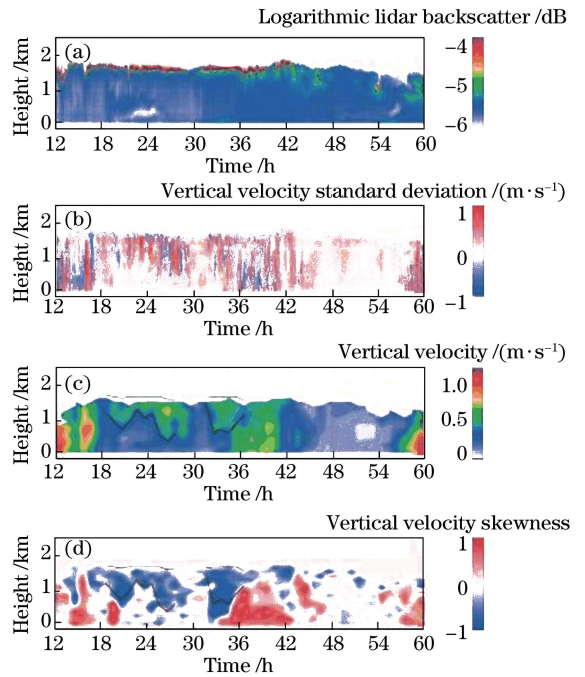 Logarithmic lidar backscatter /dB
(a)
Height /km
2
1
0
12 18 24 30 36 42 48 54 60
Time /h
−4
−5
−6
Vertical velocity standard deviation /(m·s⁻¹)
(b)
Height /km
2
1
0
12 18 24 30 36 42 48 54 60
Time /h
1
0
−1
Vertical velocity /(m·s⁻¹)
(c)
Height /km
2
1
0
12 18 24 30 36 42 48 54 60
Time /h
1.0
0.5
0
Vertical velocity skewness
(d)
Height /km
2
1
0
12 18 24 30 36 42 48 54 60
Time /h
1
0
−1